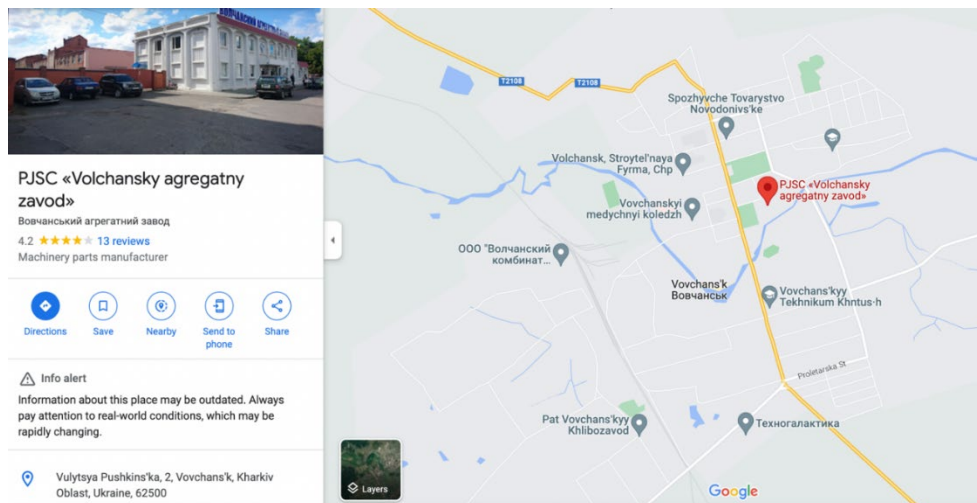 ВОЛЧАНСКИЙ АГРЕГАТНЫЙ ЗАВОД
PJSC «Volchansky agregatny
zavod»
Вовчанський агрегатний завод
4.2 ★★★★★ 13 reviews
Machinery parts manufacturer
Directions
Save
Nearby
Send to
phone
Share
Info alert
Information about this place may be outdated. Always
pay attention to real-world conditions, which may be
rapidly changing.
Vulytsya Pushkins'ka, 2, Vovchans'k, Kharkiv
Oblast, Ukraine, 62500
T2108
T2108
Spozhyvche Tovarystvo
Novodonivs'ke
Volchansk, Stroytel'naya
Fyrma, Chp
PJSC «Volchansky
agregatny zavod»
Vovchanskyi
medychnyi koledzh
ООО "Волчанский
комбинат...
Vovchans'k
Вовчанськ
Vovchans'kyy
Tekhnikum Khntus-h
Proletarska St
Pat Vovchans'kyy
Khlibozavod
Техногалактика
Layers
Google